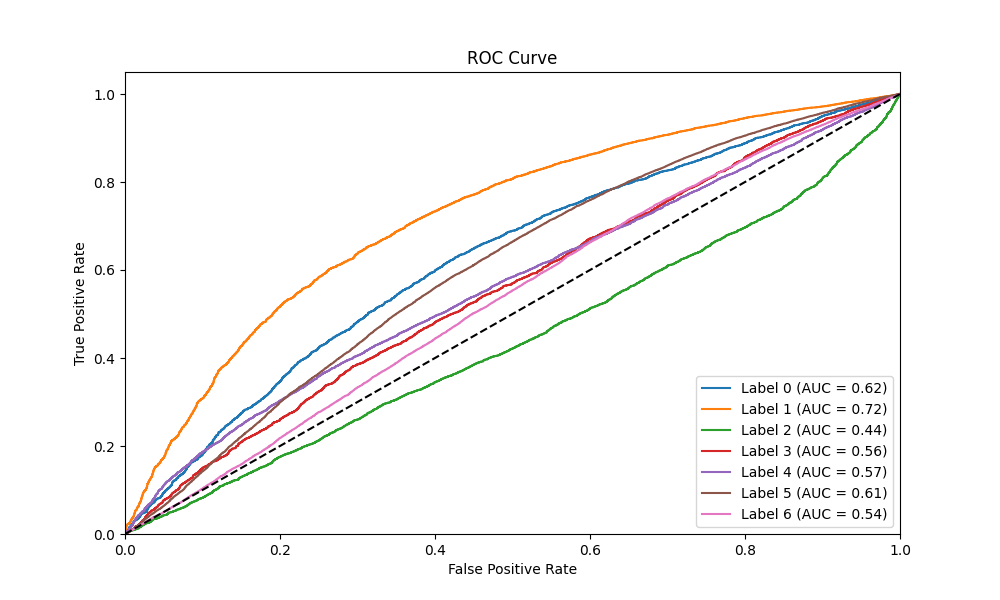 ROC Curve
True Positive Rate
1.0
0.8
0.6
0.4
0.2
0.0
Label 0 (AUC = 0.62)
Label 1 (AUC = 0.72)
Label 2 (AUC = 0.44)
Label 3 (AUC = 0.56)
Label 4 (AUC = 0.57)
Label 5 (AUC = 0.61)
Label 6 (AUC = 0.54)
0.0 0.2 0.4 0.6 0.8 1.0
False Positive Rate